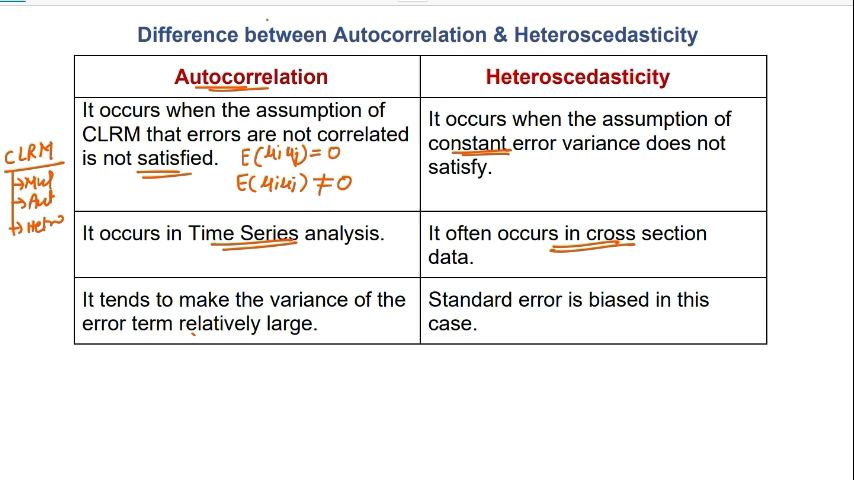 Difference between Autocorrelation & Heteroscedasticity
Autocorrelation
Heteroscedasticity
It occurs when the assumption of
CLRM that errors are not correlated
is not satisfied. E(uiuj) = 0
E(uiuj) ≠ 0
It occurs when the assumption of
constant error variance does not
satisfy.
CLRM
→ Mul
→ Aut
→ Hetro
It occurs in Time Series analysis.
It often occurs in cross section
data.
It tends to make the variance of the
error term relatively large.
Standard error is biased in this
case.